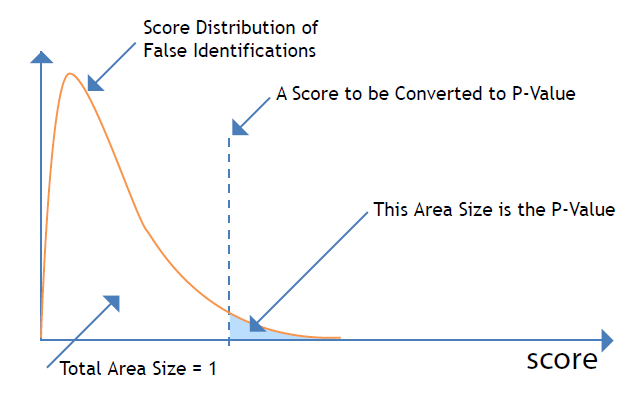 Score Distribution of
False Identifications
A Score to be Converted to P-Value
This Area Size is the P-Value
score
Total Area Size = 1